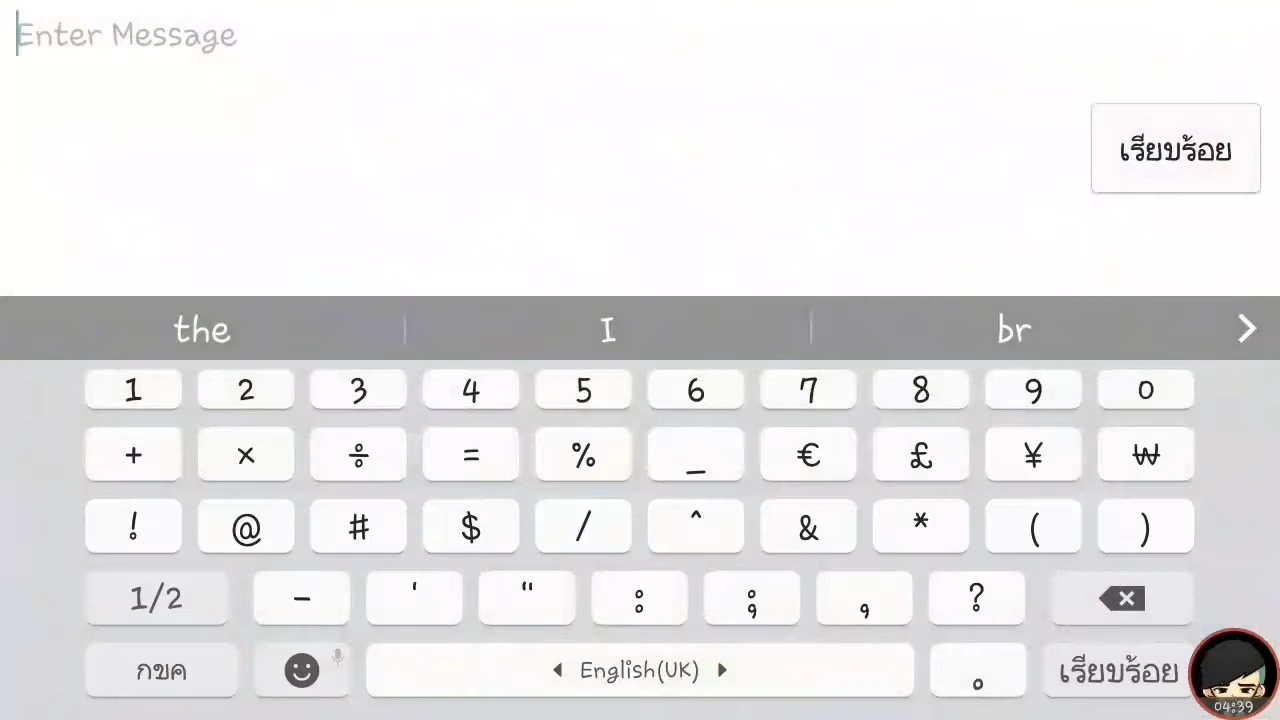 Enter Message
เรียบร้อย
the I br
1 2 3 4 5 6 7 8 9 0
+ × ÷ = % _ € £ ¥ ₩
! @ # $ / ^ & * ( )
1/2 - ' " : ; , ?
กขค English(UK) . เรียบร้อย
04:39